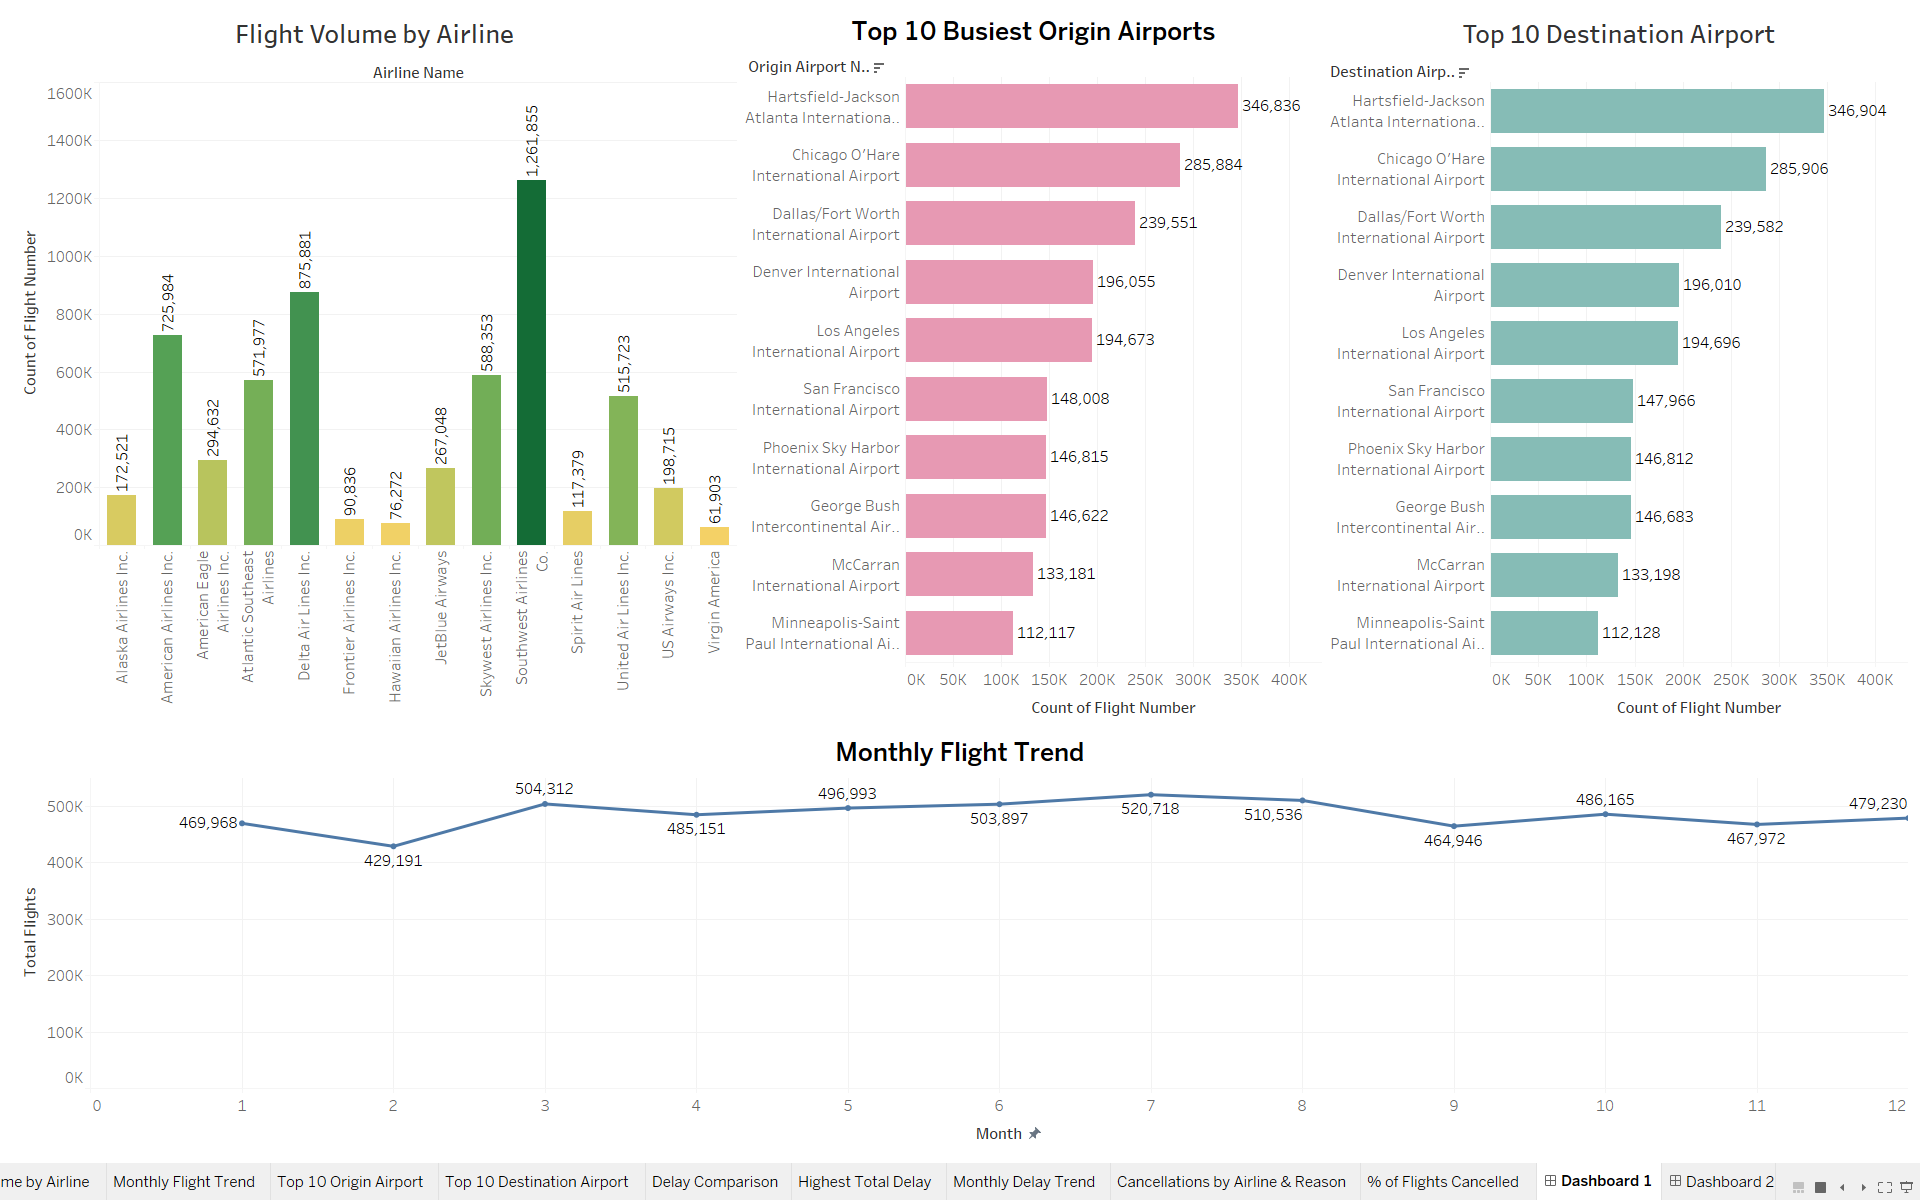 Flight Volume by Airline
Airline Name
Count of Flight Number
1600K
1400K
1200K
1000K
800K
600K
400K
200K
0K
172,521
725,984
294,632
571,977
875,881
90,836
76,272
267,048
588,353
1,261,855
117,379
515,723
198,715
61,903
Alaska Airlines Inc.
American Airlines Inc.
American Eagle
Airlines Inc.
Atlantic Southeast
Airlines
Delta Air Lines Inc.
Frontier Airlines Inc.
Hawaiian Airlines Inc.
JetBlue Airways
Skywest Airlines Inc.
Southwest Airlines
Co.
Spirit Air Lines
United Air Lines Inc.
US Airways Inc.
Virgin America
Top 10 Busiest Origin Airports
Origin Airport N..
Hartsfield-Jackson
Atlanta Internationa..
346,836
Chicago O’Hare
International Airport
285,884
Dallas/Fort Worth
International Airport
239,551
Denver International
Airport
196,055
Los Angeles
International Airport
194,673
San Francisco
International Airport
148,008
Phoenix Sky Harbor
International Airport
146,815
George Bush
Intercontinental Air..
146,622
McCarran
International Airport
133,181
Minneapolis-Saint
Paul International Ai..
112,117
0K 50K 100K 150K 200K 250K 300K 350K 400K
Count of Flight Number
Top 10 Destination Airport
Destination Airp..
Hartsfield-Jackson
Atlanta Internationa..
346,904
Chicago O’Hare
International Airport
285,906
Dallas/Fort Worth
International Airport
239,582
Denver International
Airport
196,010
Los Angeles
International Airport
194,696
San Francisco
International Airport
147,966
Phoenix Sky Harbor
International Airport
146,812
George Bush
Intercontinental Air..
146,683
McCarran
International Airport
133,198
Minneapolis-Saint
Paul International Ai..
112,128
0K 50K 100K 150K 200K 250K 300K 350K 400K
Count of Flight Number
Monthly Flight Trend
Total Flights
500K
400K
300K
200K
100K
0K
469,968
429,191
504,312
485,151
496,993
503,897
520,718
510,536
464,946
486,165
467,972
479,230
0 1 2 3 4 5 6 7 8 9 10 11 12
Month
me by Airline
Monthly Flight Trend
Top 10 Origin Airport
Top 10 Destination Airport
Delay Comparison
Highest Total Delay
Monthly Delay Trend
Cancellations by Airline & Reason
% of Flights Cancelled
Dashboard 1
Dashboard 2